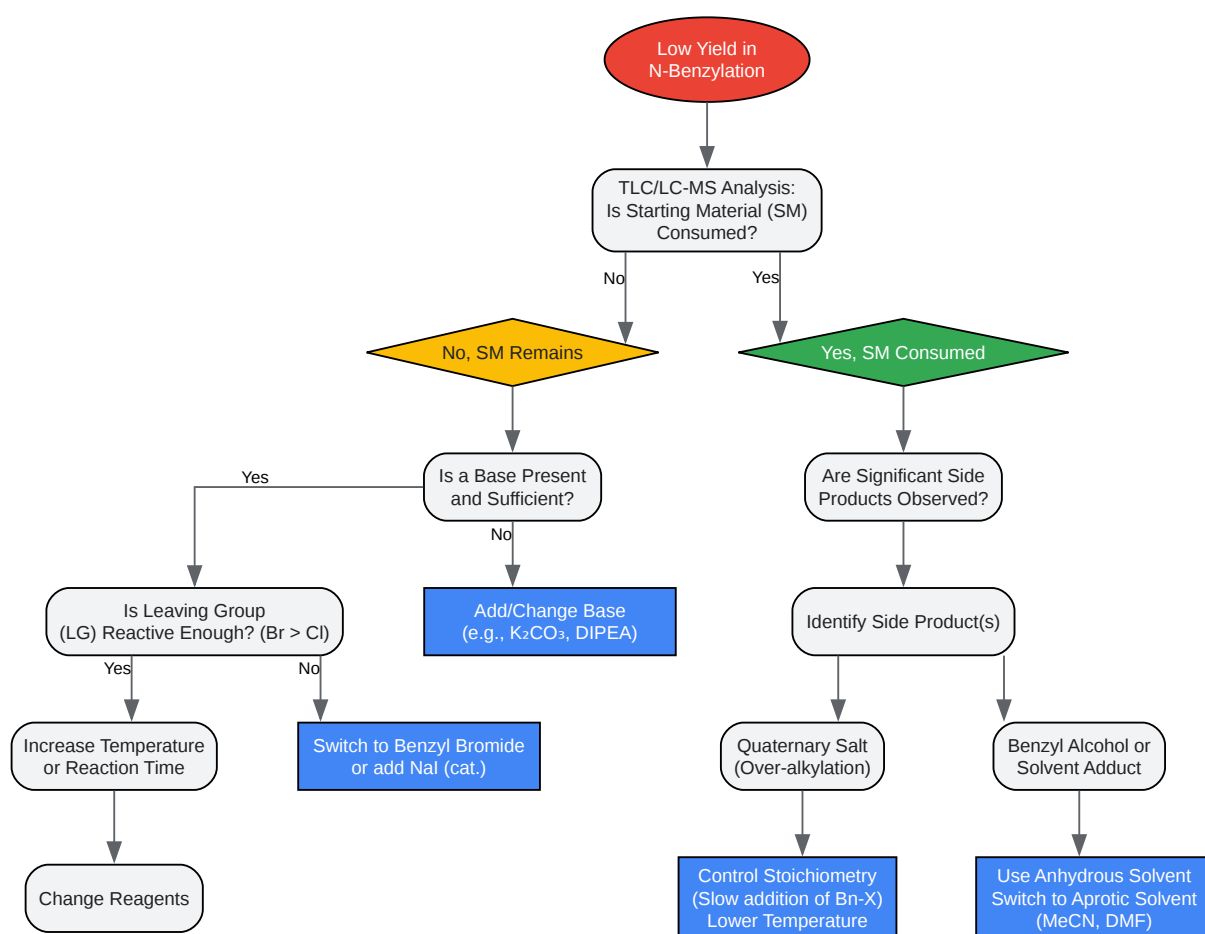 Low Yield in
N-Benzylation
TLC/LC-MS Analysis:
Is Starting Material (SM)
Consumed?
No
Yes
No, SM Remains
Yes, SM Consumed
Yes
Is a Base Present
and Sufficient?
Are Significant Side
Products Observed?
No
Is Leaving Group
(LG) Reactive Enough? (Br > Cl)
Add/Change Base
(e.g., K₂CO₃, DIPEA)
Identify Side Product(s)
Yes
No
Increase Temperature
or Reaction Time
Switch to Benzyl Bromide
or add NaI (cat.)
Quaternary Salt
(Over-alkylation)
Benzyl Alcohol or
Solvent Adduct
Change Reagents
Control Stoichiometry
(Slow addition of Bn-X)
Lower Temperature
Use Anhydrous Solvent
Switch to Aprotic Solvent
(MeCN, DMF)